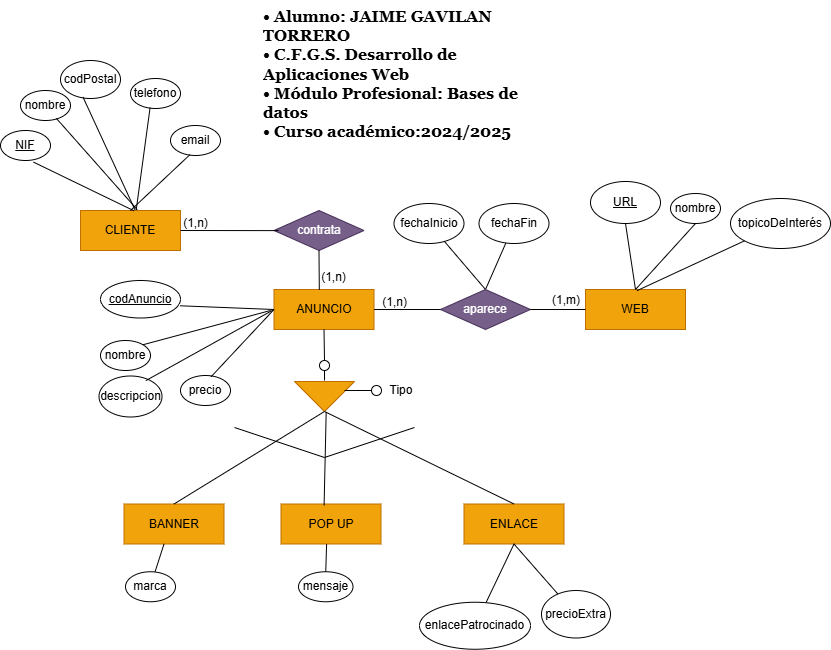 • Alumno: JAIME GAVILAN
TORRERO
• C.F.G.S. Desarrollo de
Aplicaciones Web
• Módulo Profesional: Bases de
datos
• Curso académico:2024/2025
codPostal
telefono
nombre
email
NIF
CLIENTE
(1,n)
contrata
(1,n)
fechaInicio
fechaFin
URL
nombre
topicoDeInterés
codAnuncio
ANUNCIO
(1,n)
aparece
(1,m)
WEB
nombre
descripcion
precio
Tipo
BANNER
POP UP
ENLACE
marca
mensaje
enlacePatrocinado
precioExtra